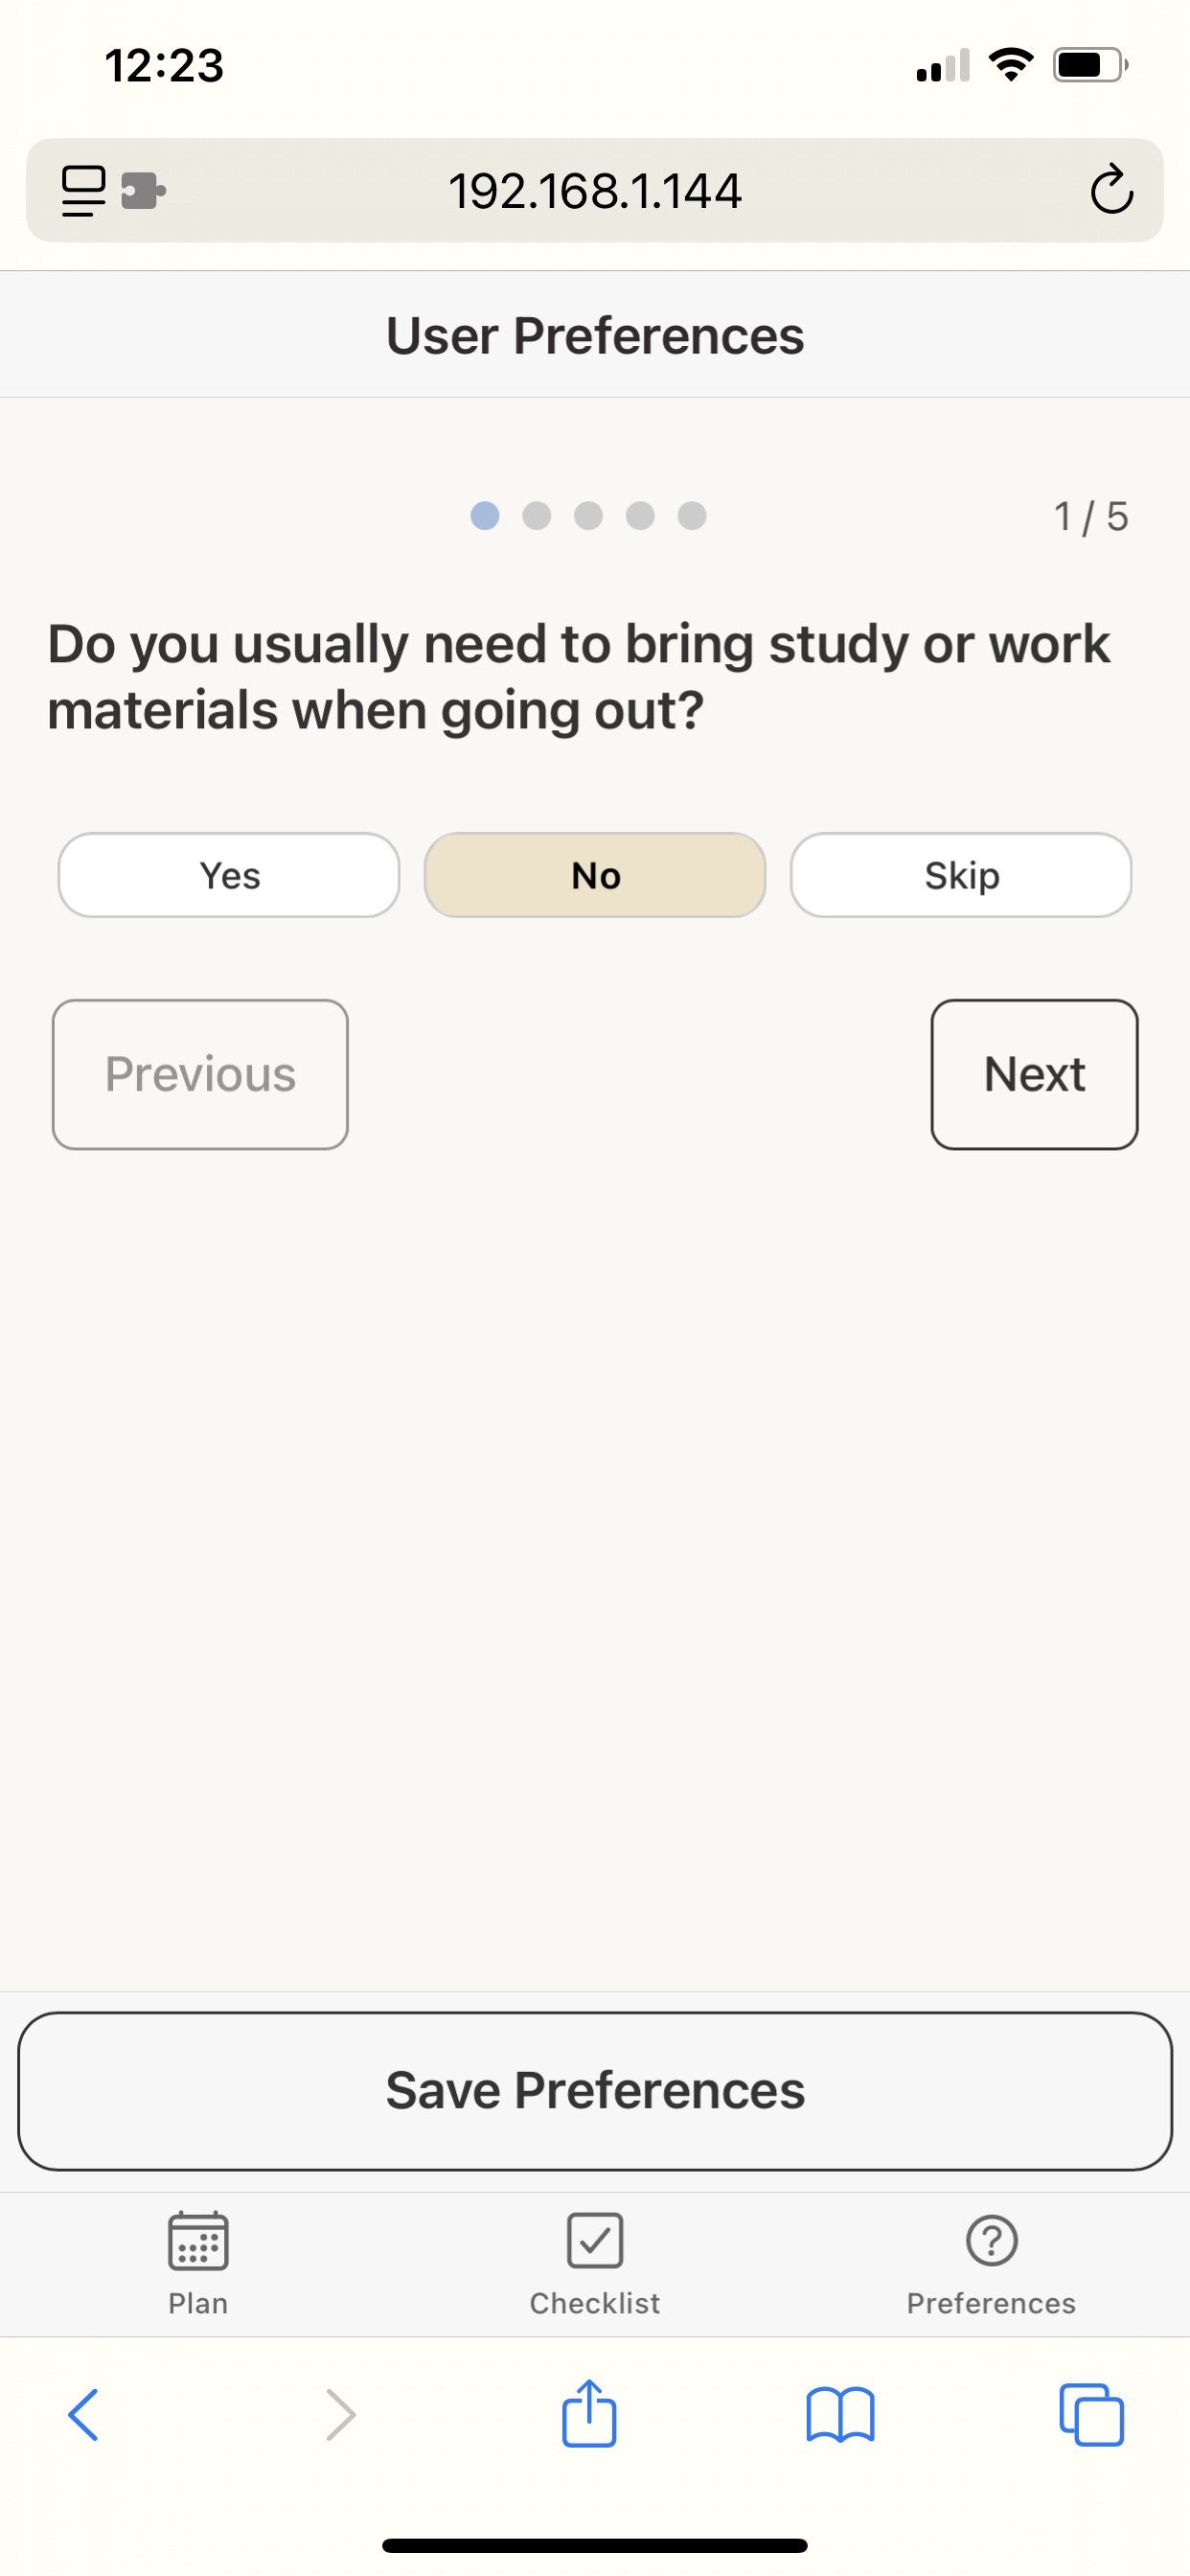 12:23
192.168.1.144
User Preferences
1 / 5
Do you usually need to bring study or work
materials when going out?
Yes No Skip
Previous Next
Save Preferences
Plan Checklist Preferences